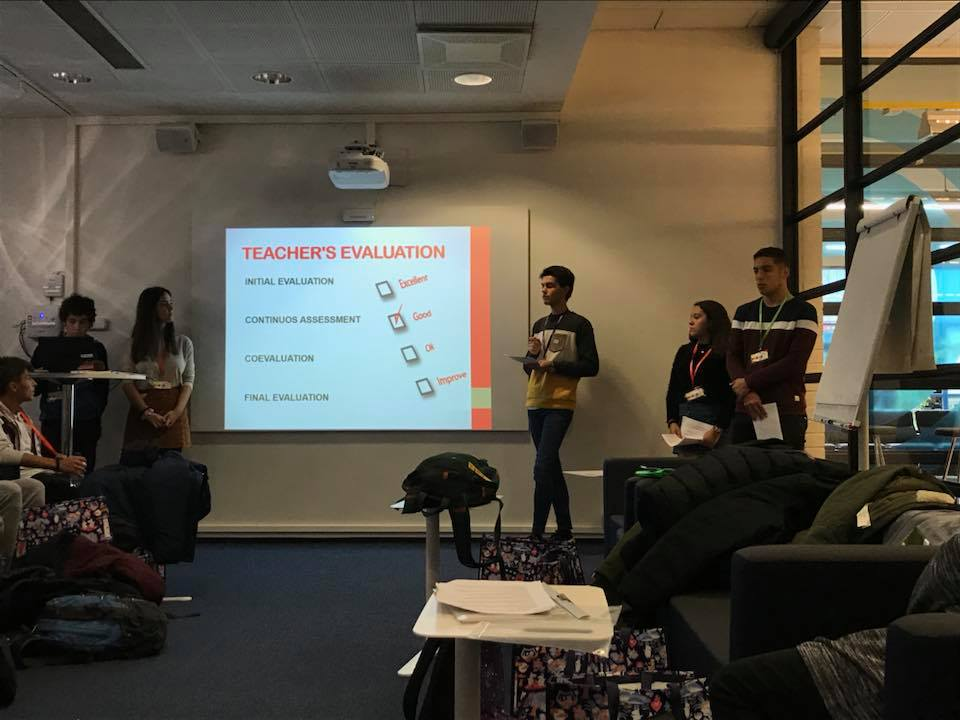 TEACHER'S EVALUATION
INITIAL EVALUATION
Excellent
CONTINUOS ASSESSMENT
Good
COEVALUATION
Ok
Improve
FINAL EVALUATION